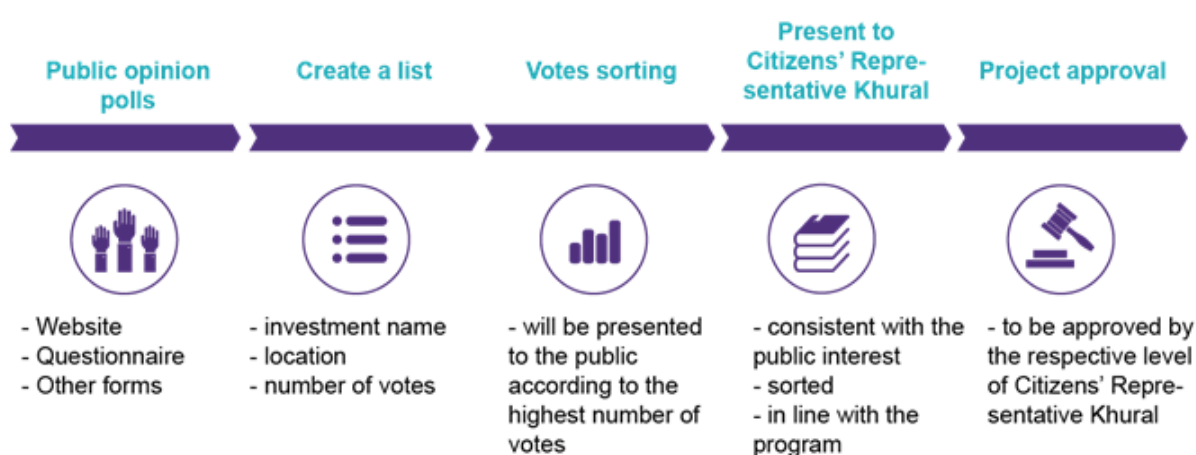 Public opinion
polls
Create a list
Votes sorting
Present to
Citizens’ Repre-
sentative Khural
Project approval
- Website
- Questionnaire
- Other forms
- investment name
- location
- number of votes
- will be presented
to the public
according to the
highest number of
votes
- consistent with the
public interest
- sorted
- in line with the
program
- to be approved by
the respective level
of Citizens’ Repre-
sentative Khural